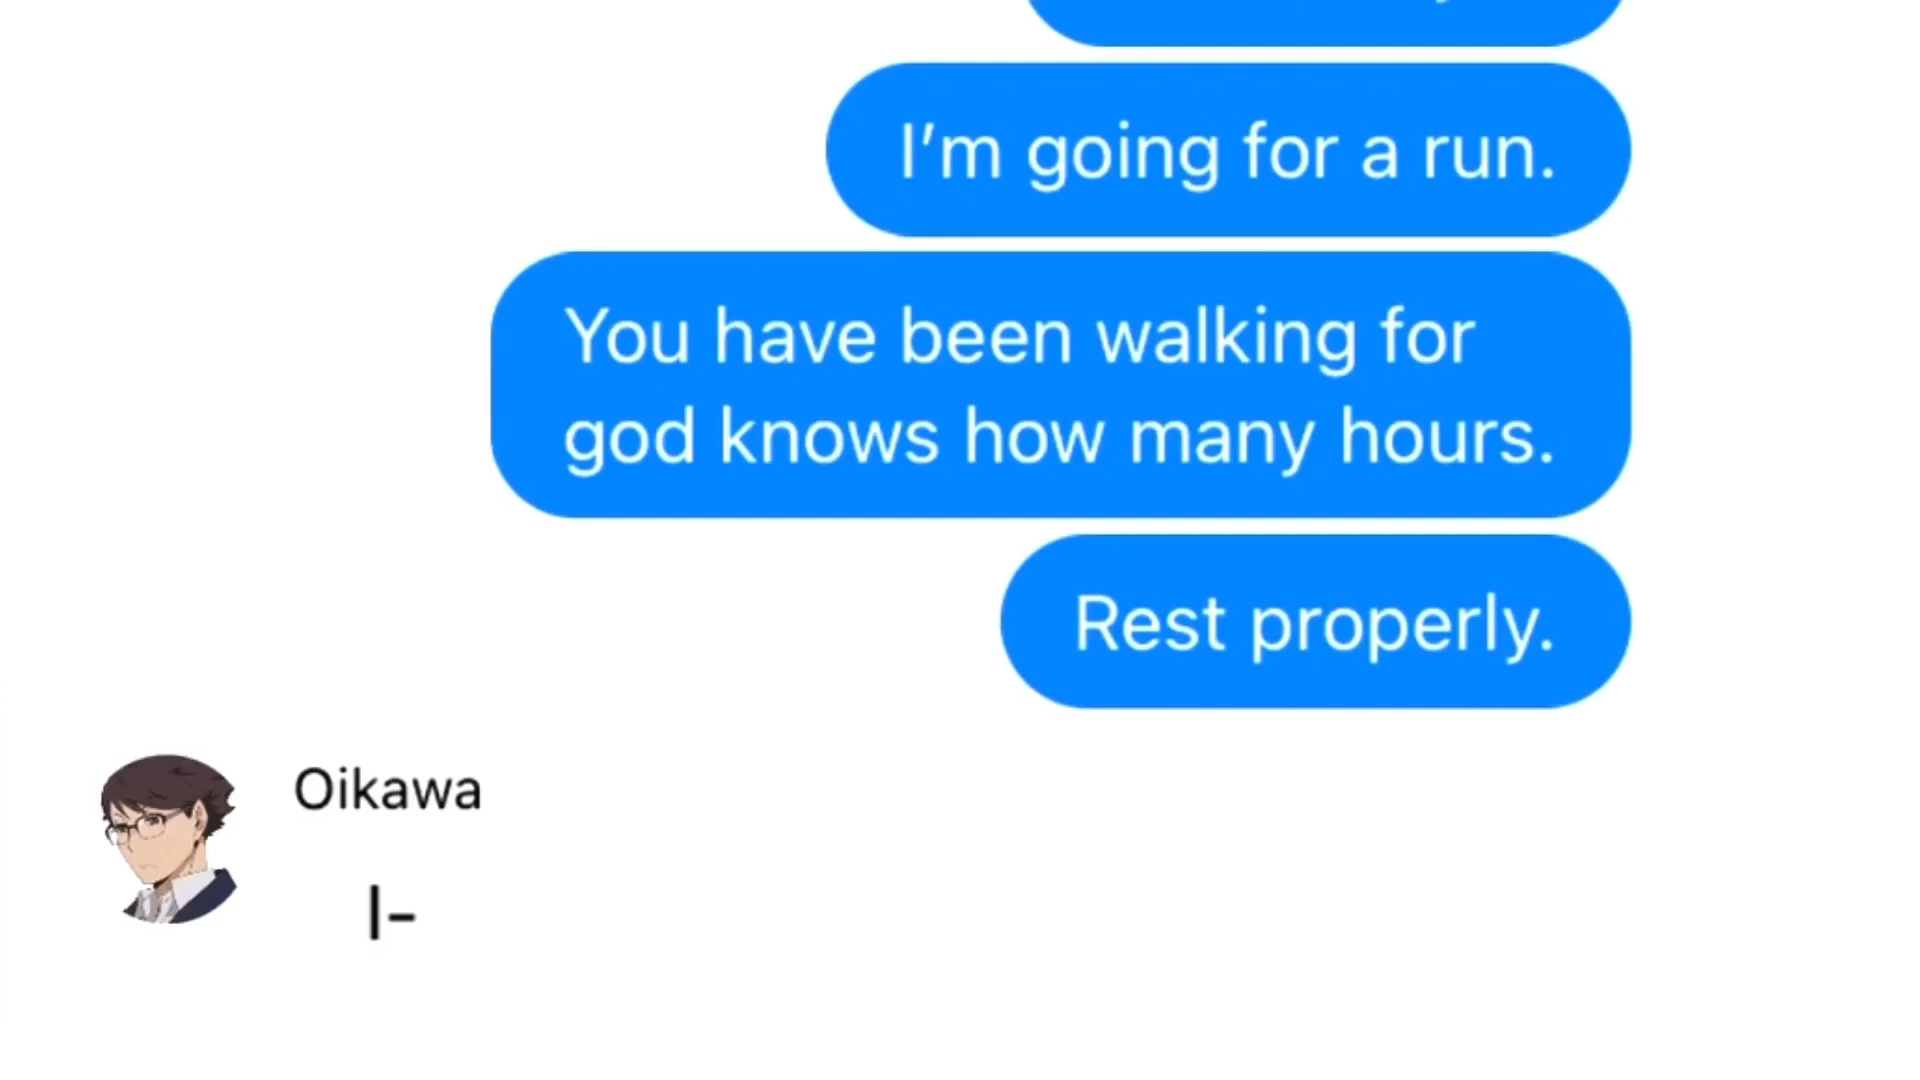 I'm going for a run.
You have been walking for
god knows how many hours.
Rest properly.
Oikawa
I-